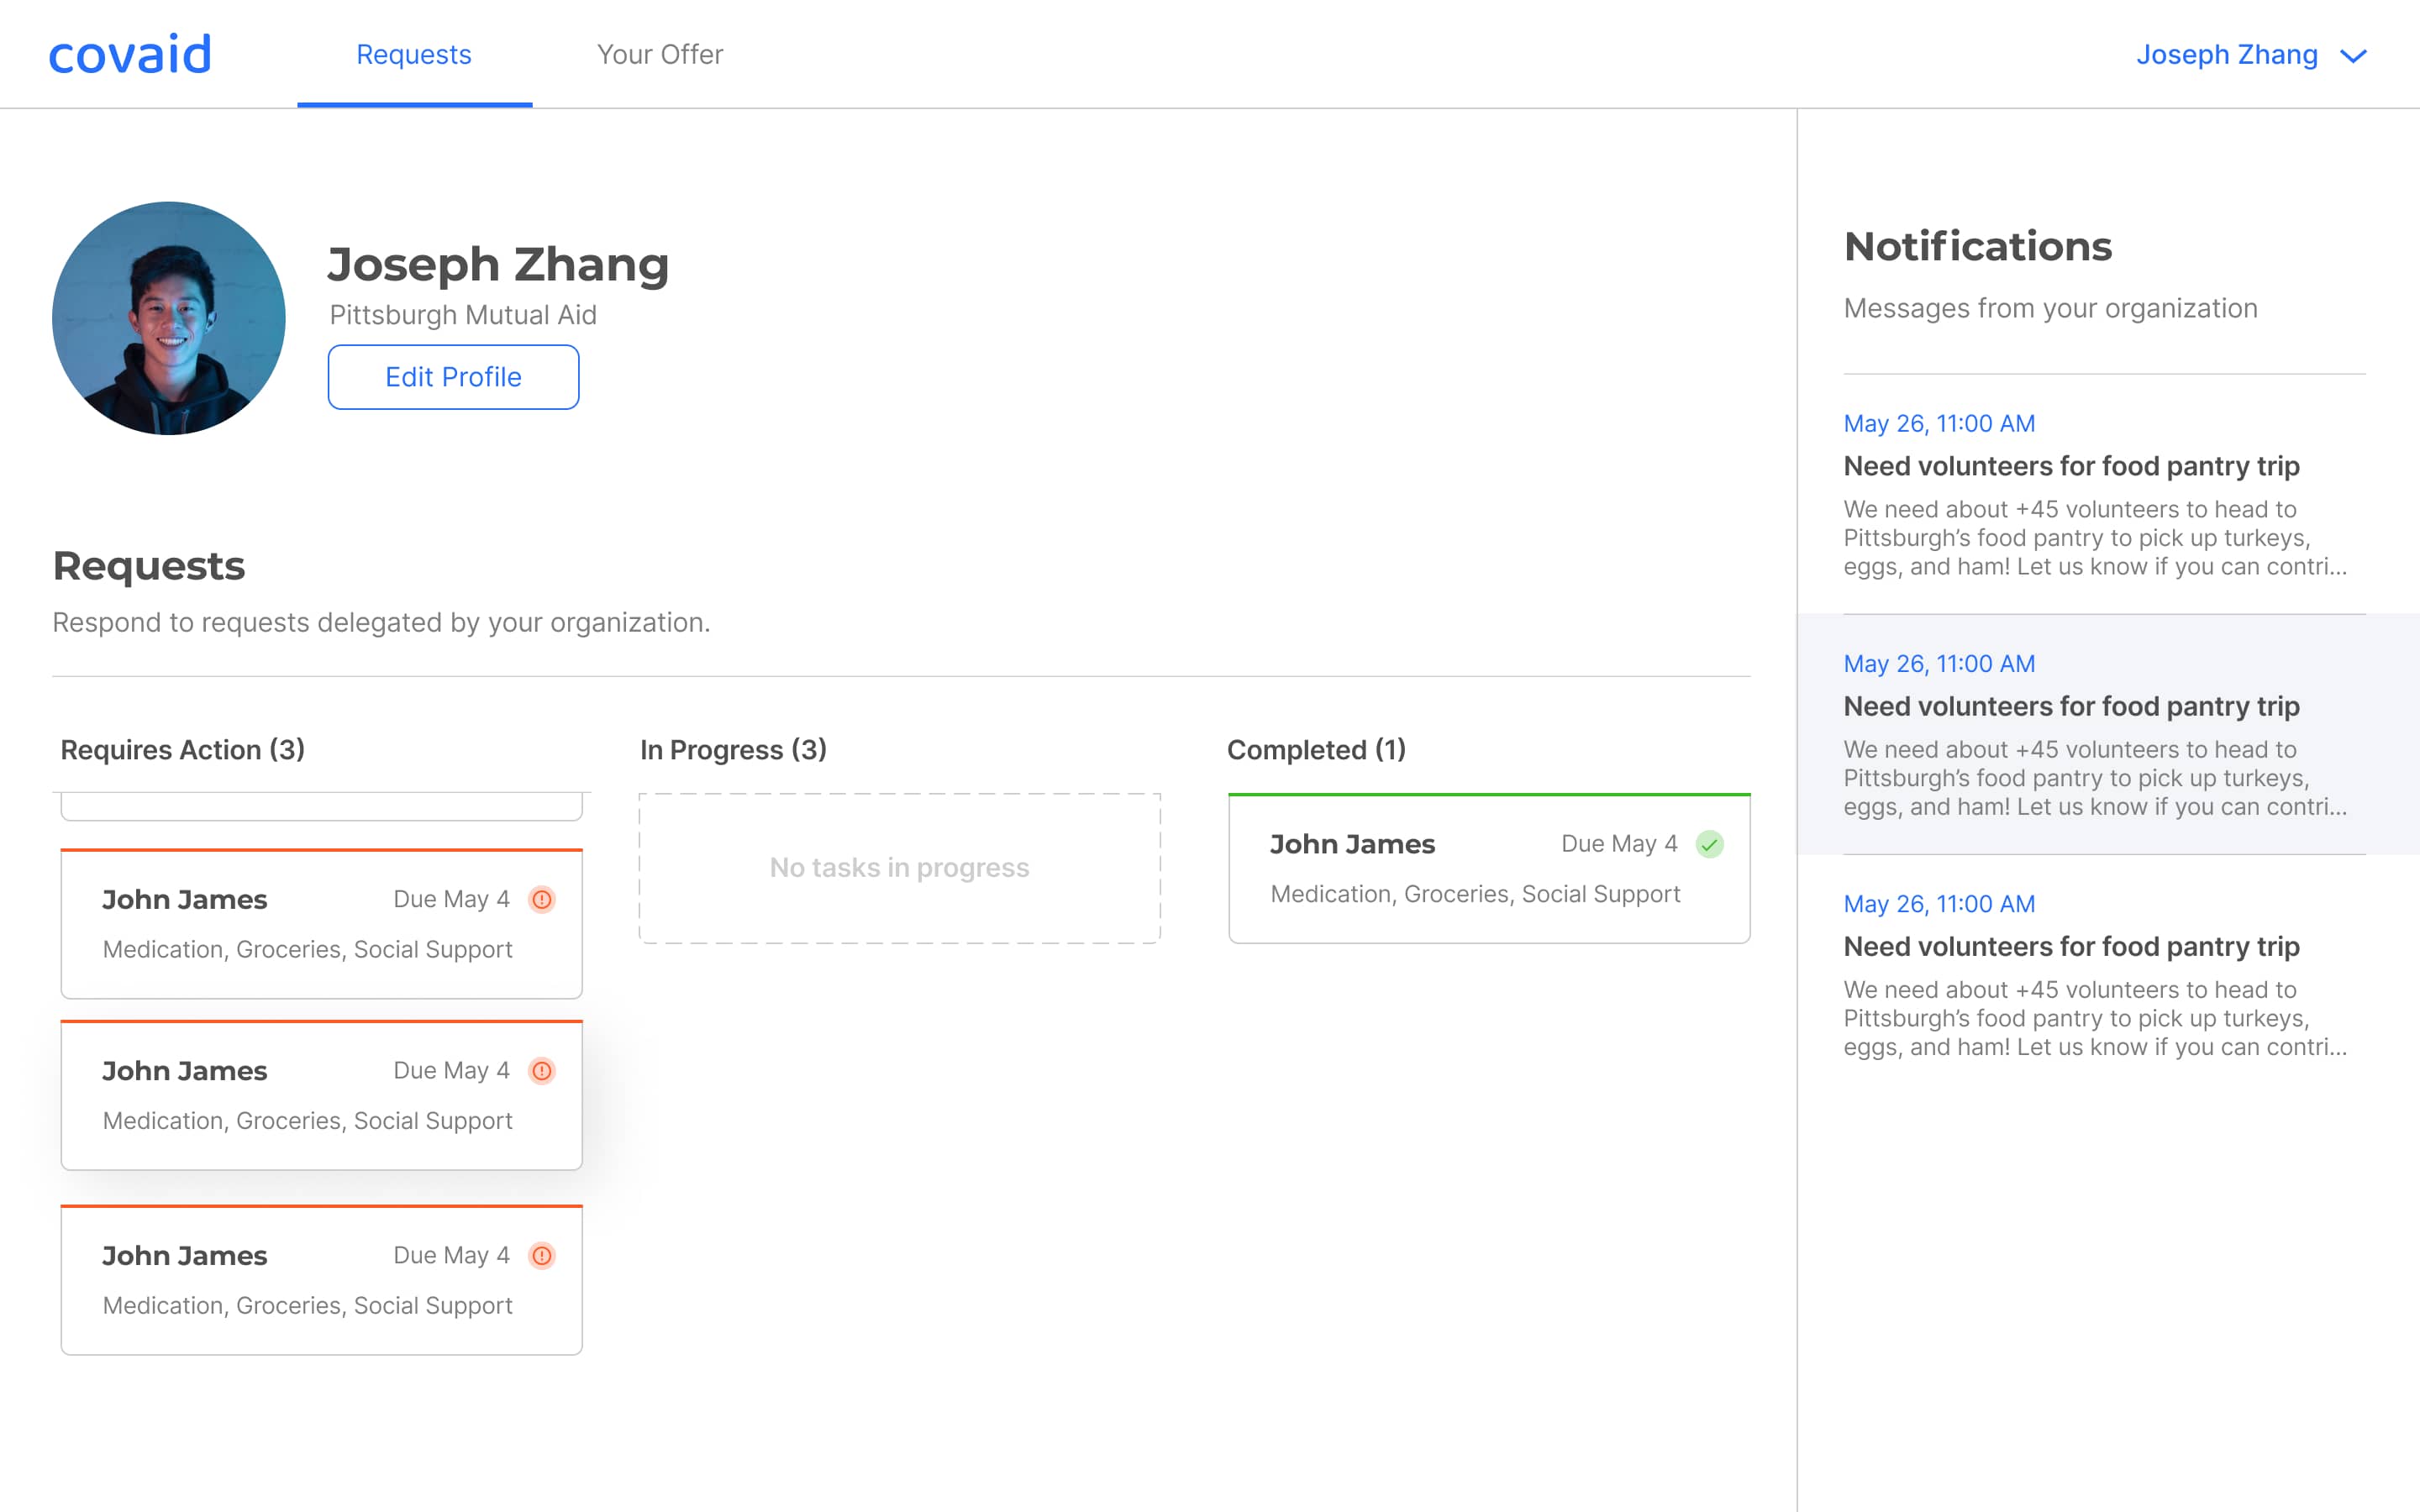 covaid
Requests
Your Offer
Joseph Zhang
Joseph Zhang
Pittsburgh Mutual Aid
Edit Profile
Requests
Respond to requests delegated by your organization.
Requires Action (3)
John James
Due May 4
Medication, Groceries, Social Support
John James
Due May 4
Medication, Groceries, Social Support
John James
Due May 4
Medication, Groceries, Social Support
In Progress (3)
No tasks in progress
Completed (1)
John James
Due May 4
Medication, Groceries, Social Support
Notifications
Messages from your organization
May 26, 11:00 AM
Need volunteers for food pantry trip
We need about +45 volunteers to head to
Pittsburgh’s food pantry to pick up turkeys,
eggs, and ham! Let us know if you can contri...
May 26, 11:00 AM
Need volunteers for food pantry trip
We need about +45 volunteers to head to
Pittsburgh’s food pantry to pick up turkeys,
eggs, and ham! Let us know if you can contri...
May 26, 11:00 AM
Need volunteers for food pantry trip
We need about +45 volunteers to head to
Pittsburgh’s food pantry to pick up turkeys,
eggs, and ham! Let us know if you can contri...